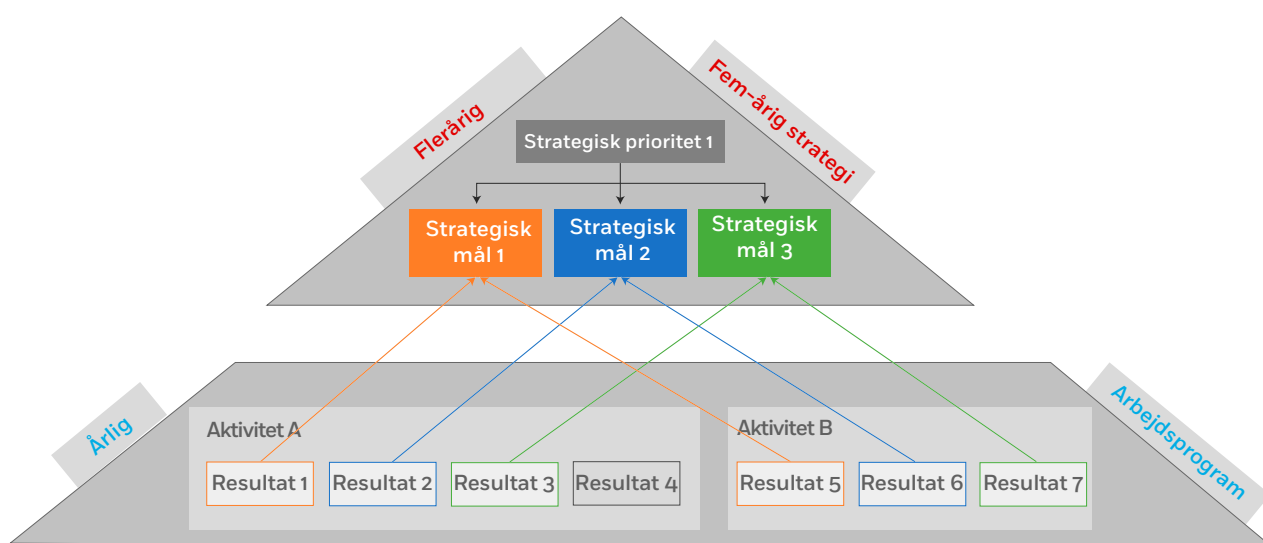 Flerårig
Fem-årig strategi
Strategisk prioritet 1
Strategisk
mål 1
Strategisk
mål 2
Strategisk
mål 3
Årlig
Arbejdsprogram
Aktivitet A
Resultat 1
Resultat 2
Resultat 3
Resultat 4
Aktivitet B
Resultat 5
Resultat 6
Resultat 7